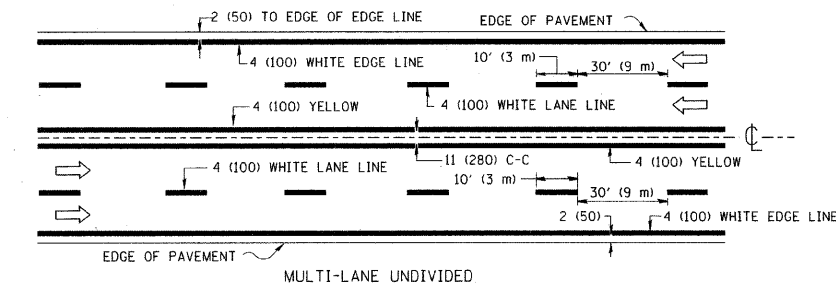 2 (50) TO EDGE OF EDGE LINE
EDGE OF PAVEMENT
4 (100) WHITE EDGE LINE
10' (3 m)
30' (9 m)
4 (100) YELLOW
4 (100) WHITE LANE LINE
℄
4 (100) WHITE LANE LINE
11 (280) C-C
4 (100) YELLOW
10' (3 m)
30' (9 m)
2 (50)
4 (100) WHITE EDGE LINE
EDGE OF PAVEMENT
MULTI-LANE UNDIVIDED